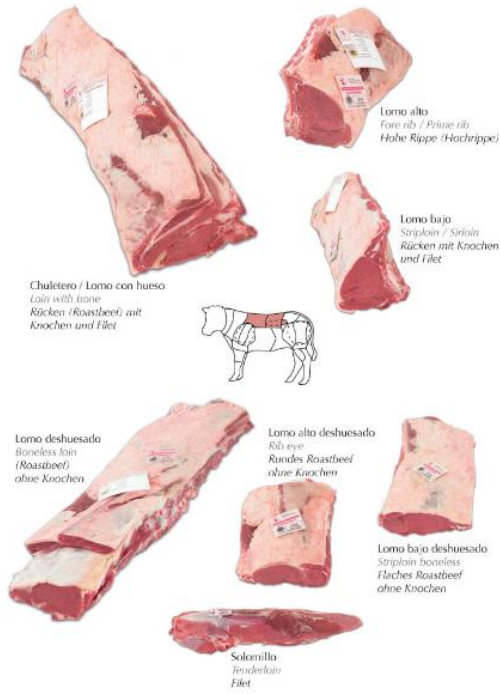 Lomo alto
Fore rib / Prime rib
Hohe Rippe (Hochrippe)
Lomo bajo
Striploin / Sirloin
Rücken mit Knochen
und Filet
Chuletero / Lomo con hueso
Loin with bone
Rücken (Roastbeef) mit
Knochen und Filet
Lomo deshuesado
Boneless loin
(Roastbeef)
ohne Knochen
Lomo alto deshuesado
Rib eye
Rundes Roastbeef
ohne Knochen
Lomo bajo deshuesado
Striploin boneless
Flaches Roastbeef
ohne Knochen
Solomillo
Tenderloin
Filet